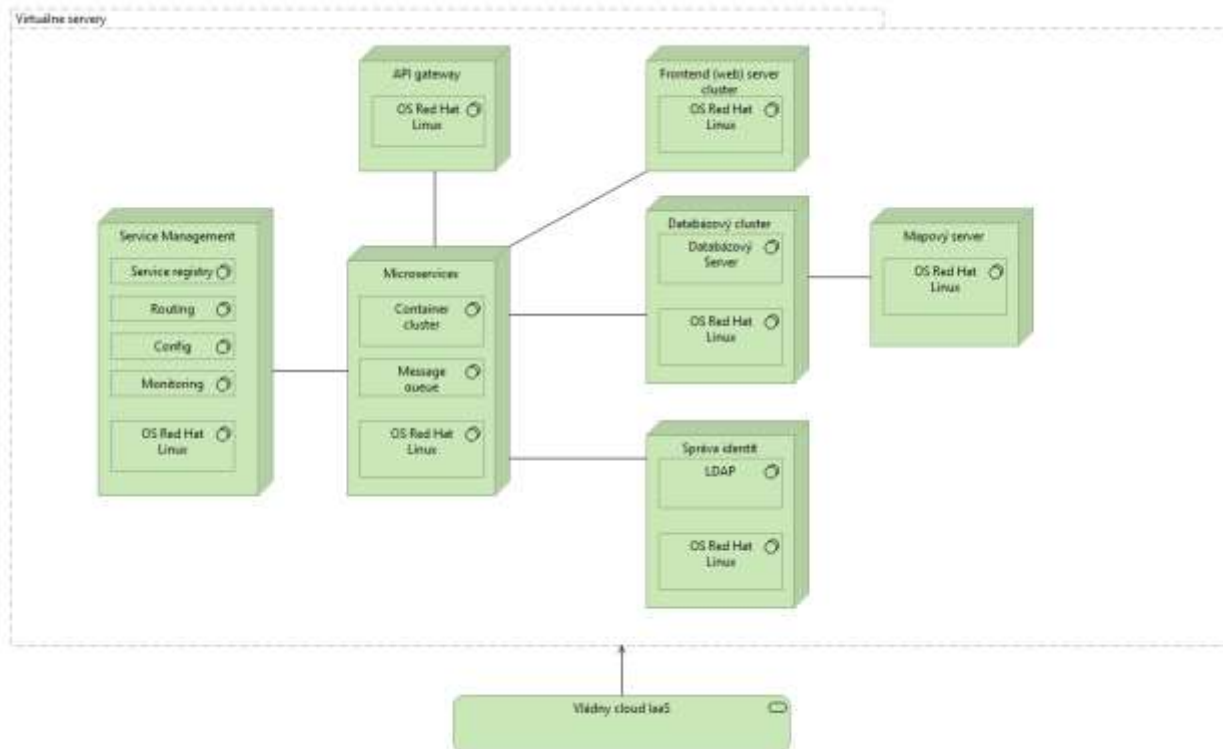 Virtuálne servery
API gateway
OS Red Hat
Linux
Frontend (web) server
cluster
OS Red Hat
Linux
Service Management
Service registry
Routing
Config
Monitoring
OS Red Hat
Linux
Microservices
Container
cluster
Message
queue
OS Red Hat
Linux
Databázový cluster
Databázový
Server
OS Red Hat
Linux
Mapový server
OS Red Hat
Linux
Správa identít
LDAP
OS Red Hat
Linux
Vládny cloud IaaS